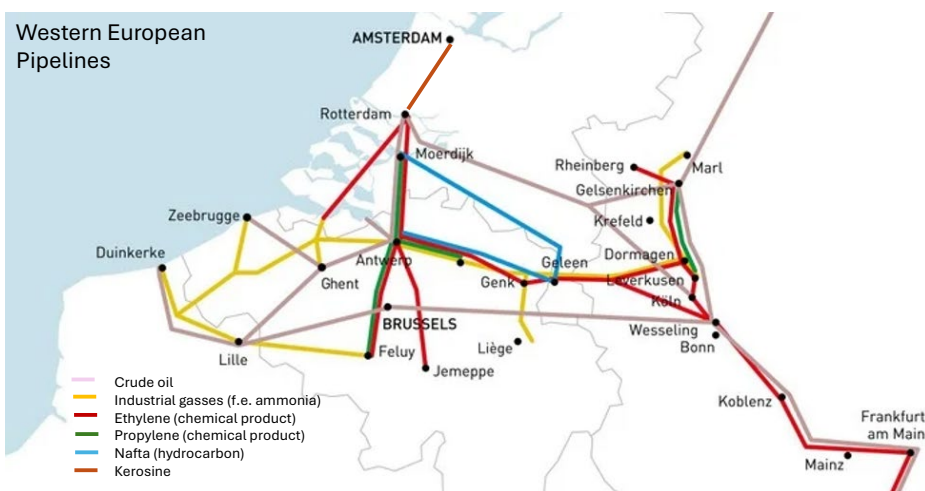 Western European
Pipelines
AMSTERDAM
Rotterdam
Moerdijk
Rheinberg
Marl
Gelsenkirchen
Zeebrugge
Krefeld
Duinkerke
Antwerp
Geleen
Dormagen
Ghent
Genk
Leverkusen
Köln
BRUSSELS
Wesseling
Liège
Bonn
Lille
Feluy
Jemeppe
Crude oil
Industrial gasses (f.e. ammonia)
Ethylene (chemical product)
Propylene (chemical product)
Nafta (hydrocarbon)
Kerosine
Koblenz
Frankfurt
am Main
Mainz